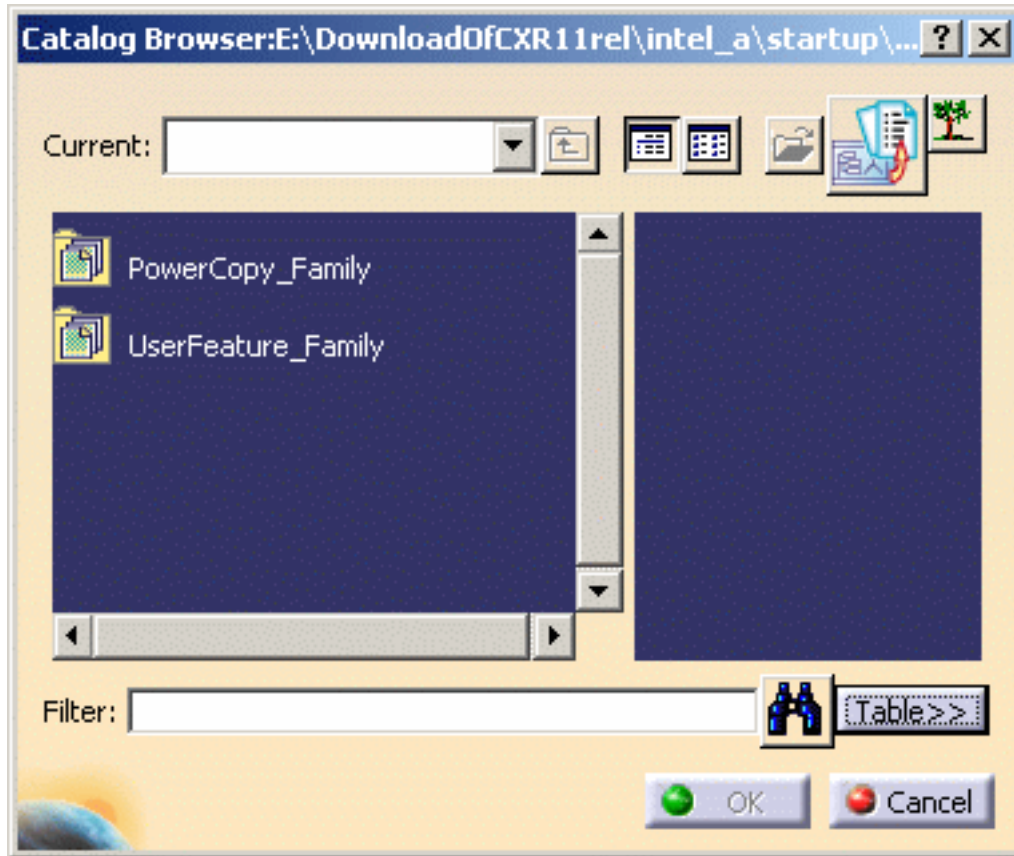 Catalog Browser:E:\DownloadOfCXR11rel\intel_a\startup\...
Current:
PowerCopy_Family
UserFeature_Family
Filter:
Table>>
OK
Cancel